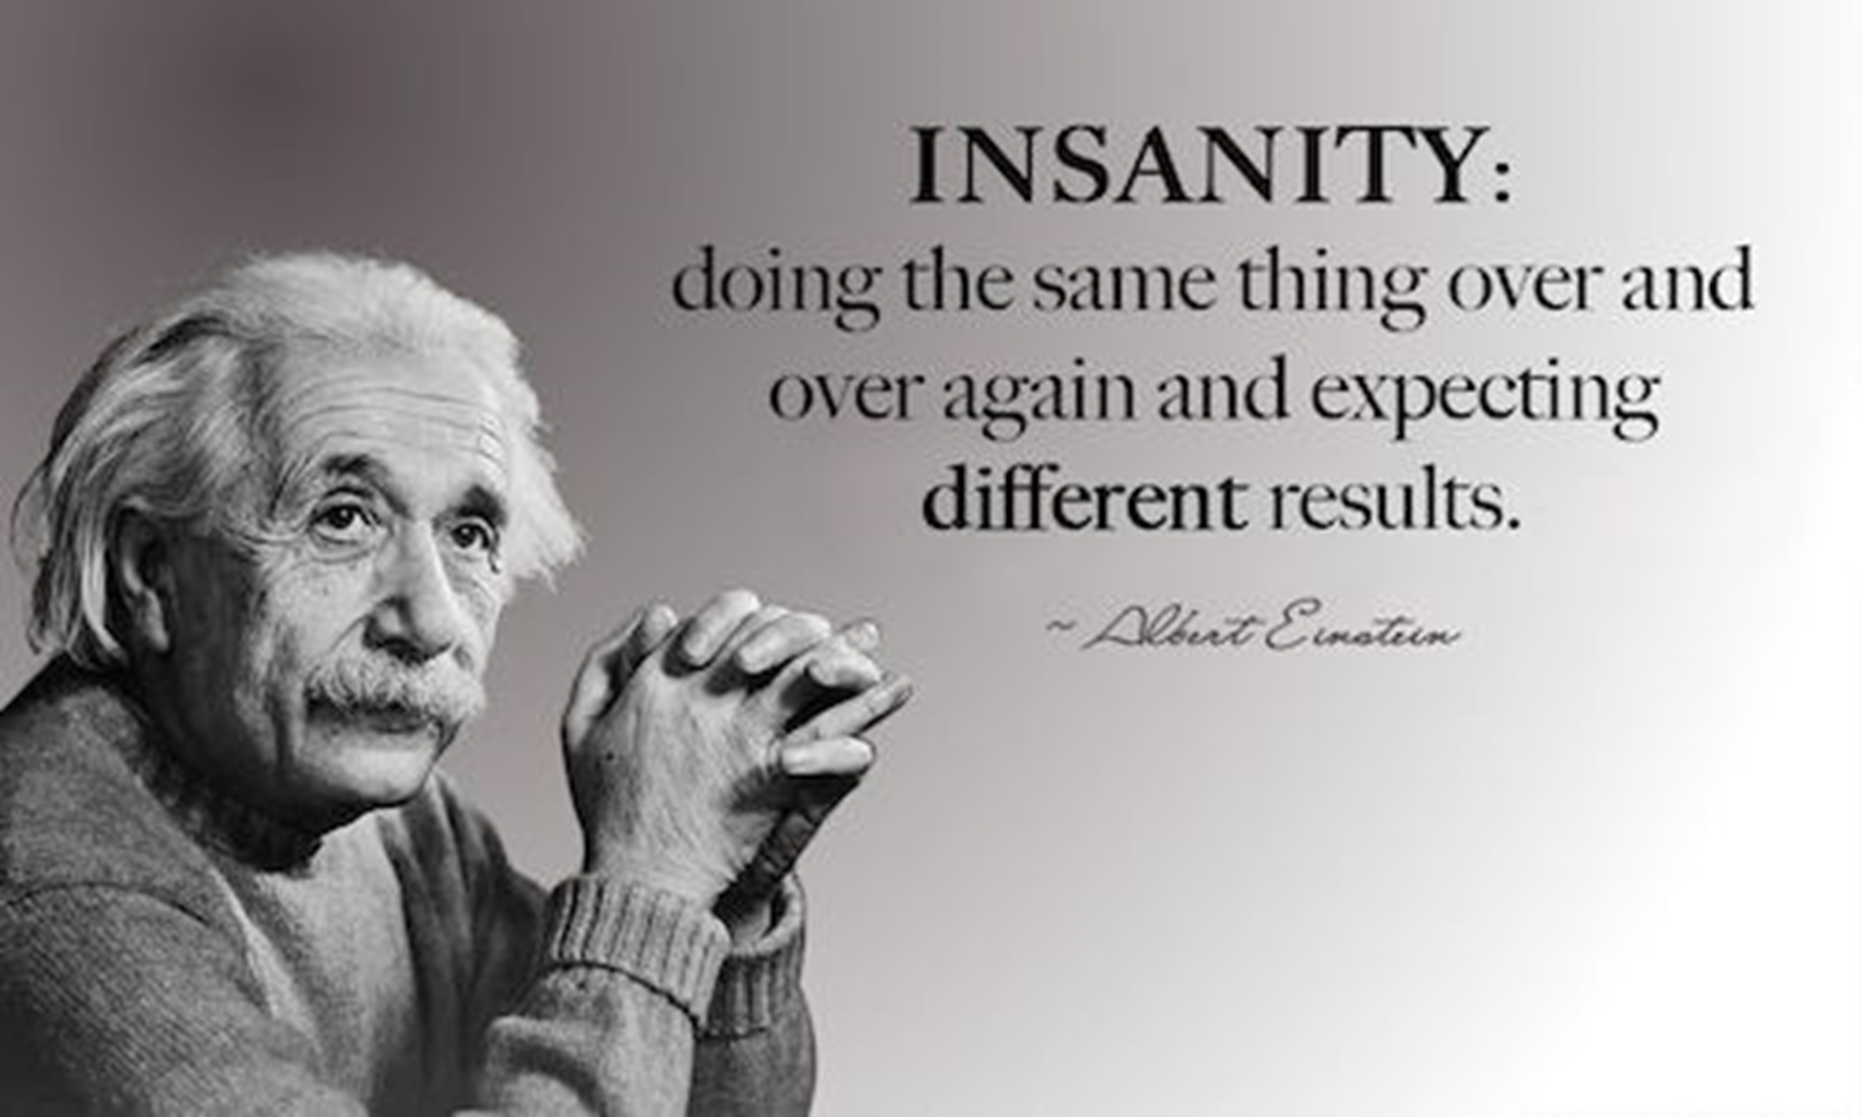 INSANITY:
doing the same thing over and
over again and expecting
different results.
~ Albert Einstein